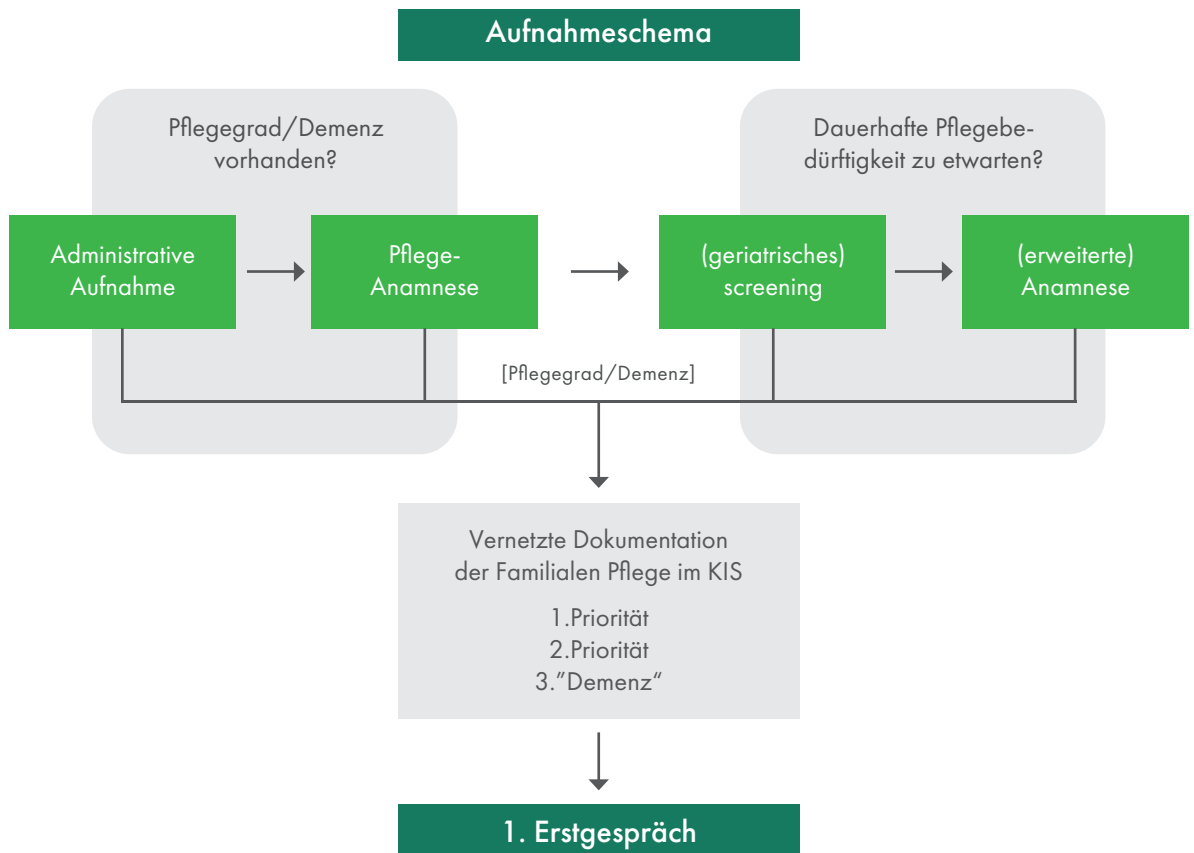 Aufnahmeschema
Pflegegrad/Demenz
vorhanden?
Dauerhafte Pflegebe-
dürftigkeit zu etwarten?
Administrative
Aufnahme
Pflege-
Anamnese
(geriatrisches)
screening
(erweiterte)
Anamnese
[Pflegegrad/Demenz]
Vernetzte Dokumentation
der Familialen Pflege im KIS
1.Priorität
2.Priorität
3.”Demenz“
1. Erstgespräch